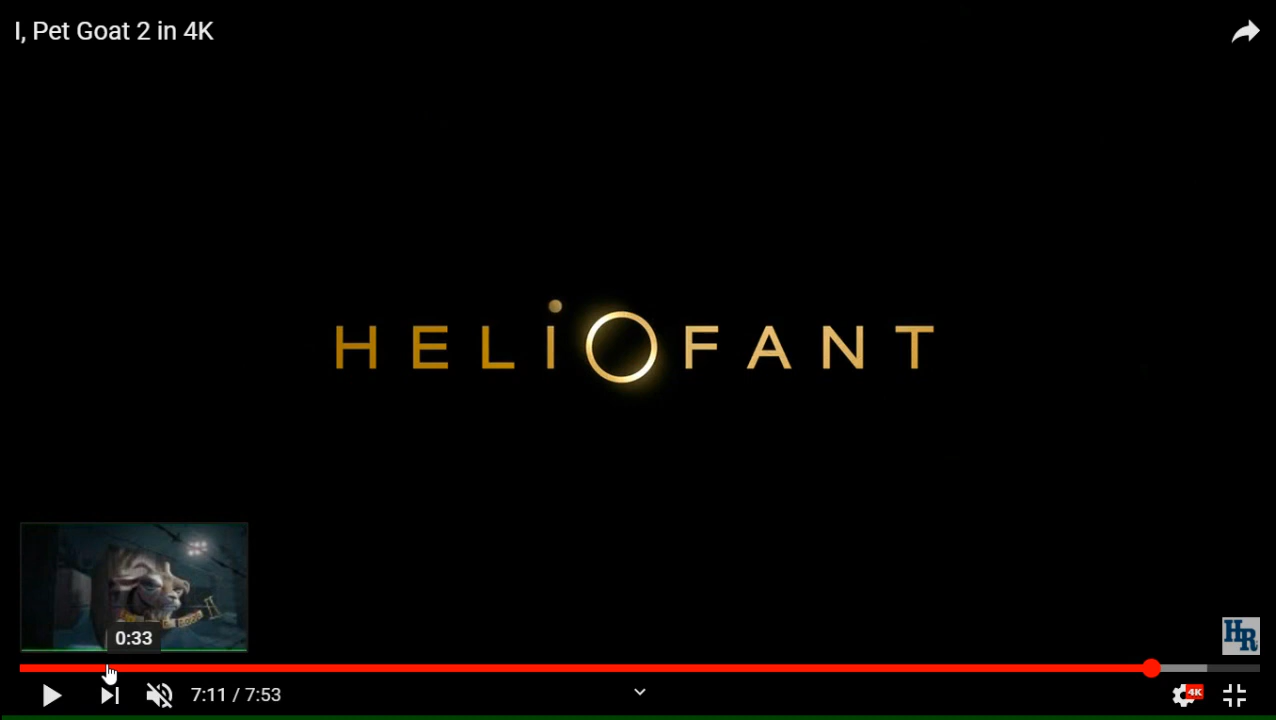 I, Pet Goat 2 in 4K
HELiOFANT
0:33
HR
7:11 / 7:53
4K